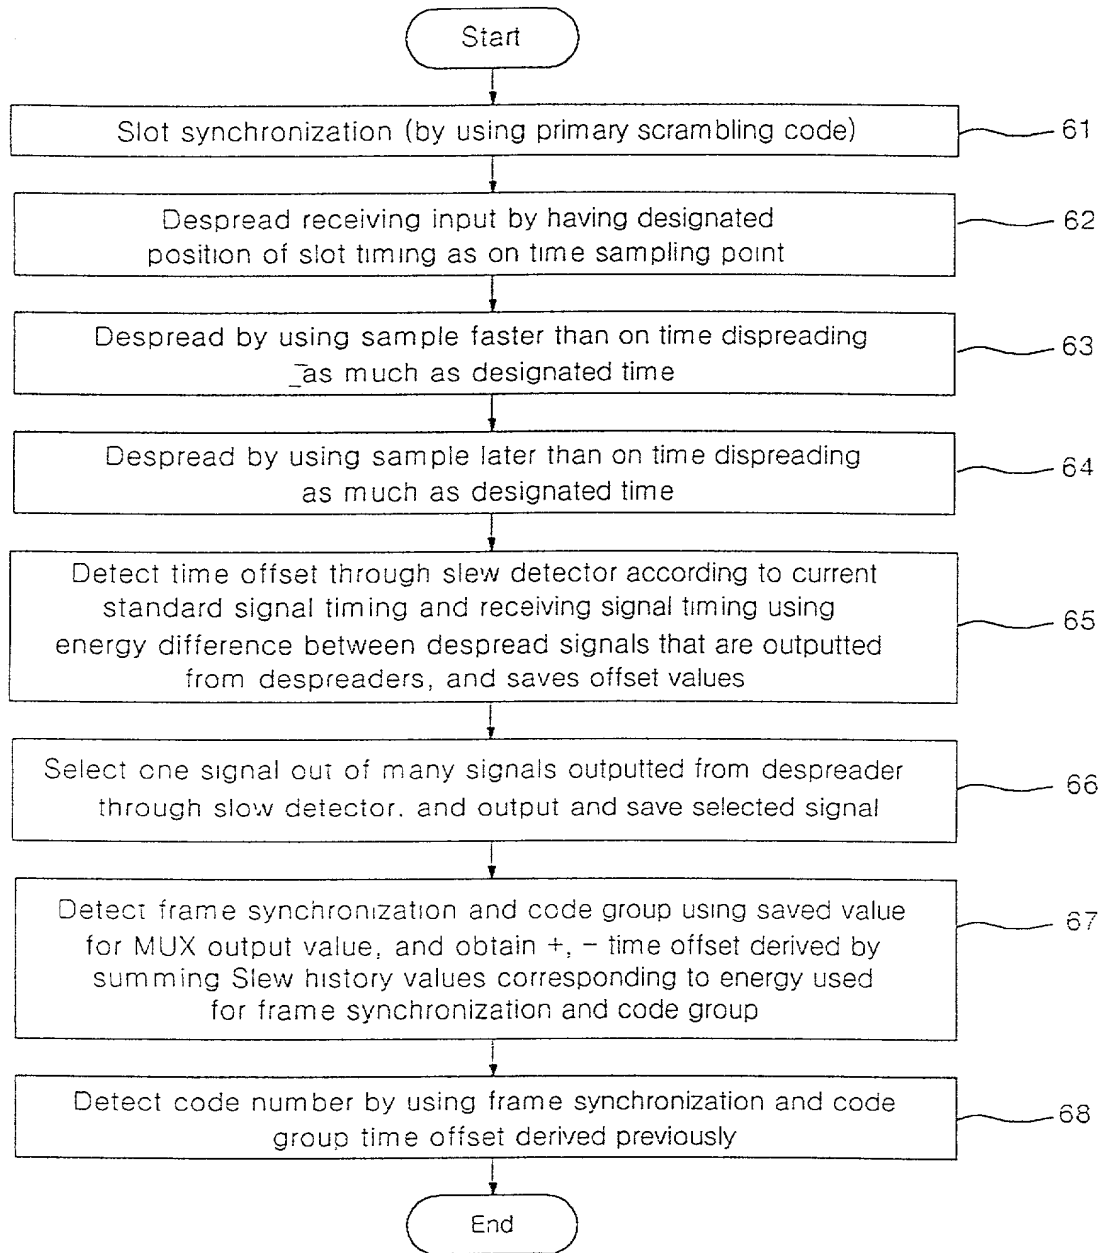 Start
Slot synchronization (by using primary scrambling code)
61
Despread receiving input by having designated
position of slot timing as on time sampling point
62
Despread by using sample faster than on time dispreading
as much as designated time
63
Despread by using sample later than on time dispreading
as much as designated time
64
Detect time offset through slew detector according to current
standard signal timing and receiving signal timing using
energy difference between despread signals that are outputted
from despreaders, and saves offset values
65
Select one signal out of many signals outputted from despreader
through slow detector. and output and save selected signal
66
Detect frame synchronization and code group using saved value
for MUX output value, and obtain +, - time offset derived by
summing Slew history values corresponding to energy used
for frame synchronization and code group
67
Detect code number by using frame synchronization and code
group time offset derived previously
68
End